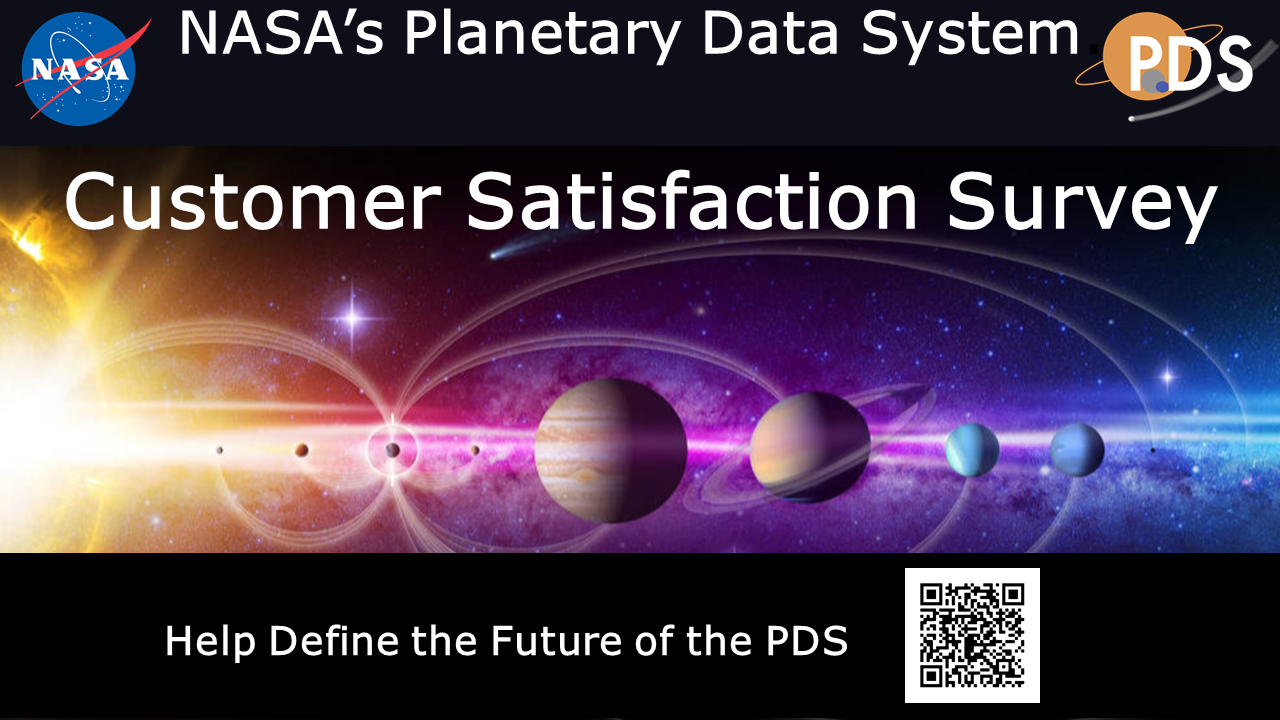 NASA
NASA’s Planetary Data System
PDS
Customer Satisfaction Survey
Help Define the Future of the PDS